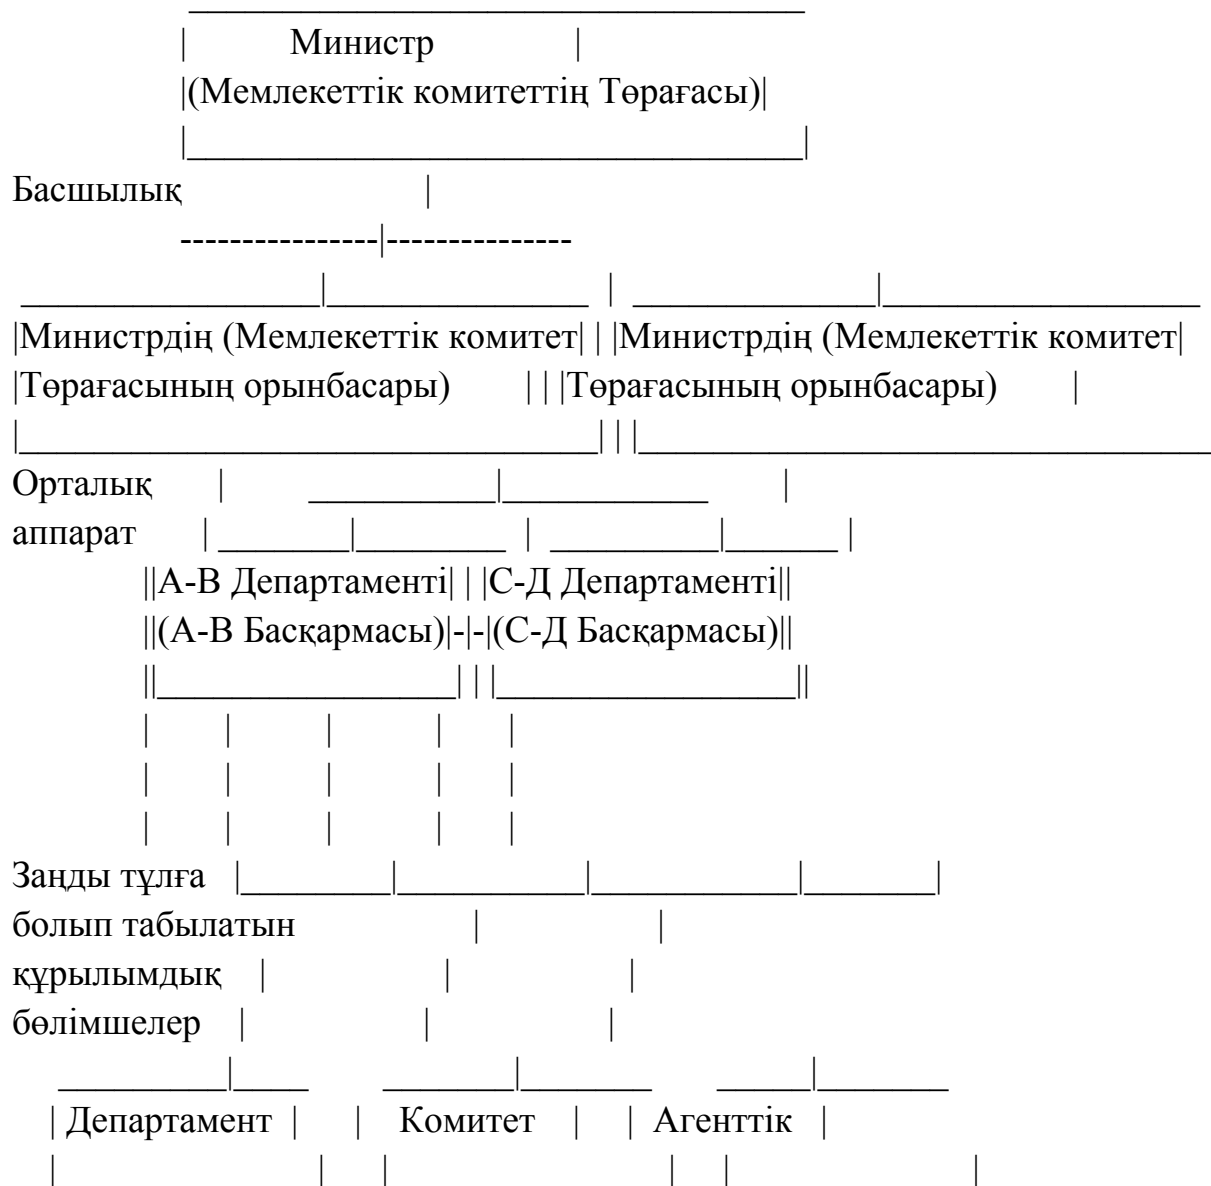 Министр
(Мемлекеттік комитеттің Төрағасы)
Басшылық
Министрдің (Мемлекеттік комитет Министрдің (Мемлекеттік комитет
Төрағасының орынбасары) Төрағасының орынбасары)
Орталық
аппарат
А-В Департаменті С-Д Департаменті
(А-В Басқармасы) - - (С-Д Басқармасы)
Заңды тұлға
болып табылатын
құрылымдық
бөлімшелер
Департамент Комитет Агенттік